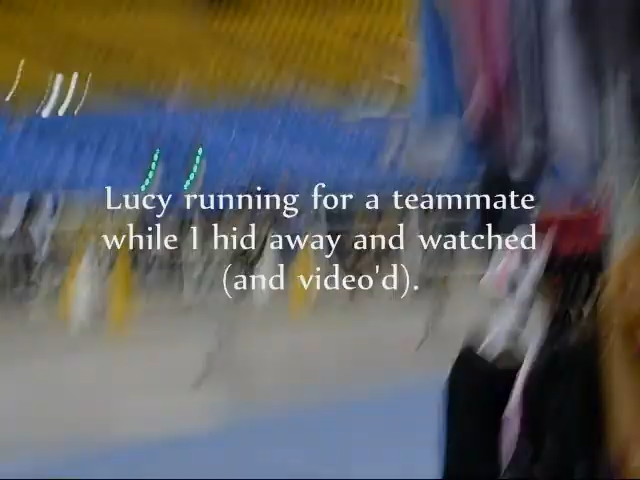 Lucy running for a teammate
while I hid away and watched
(and video'd).